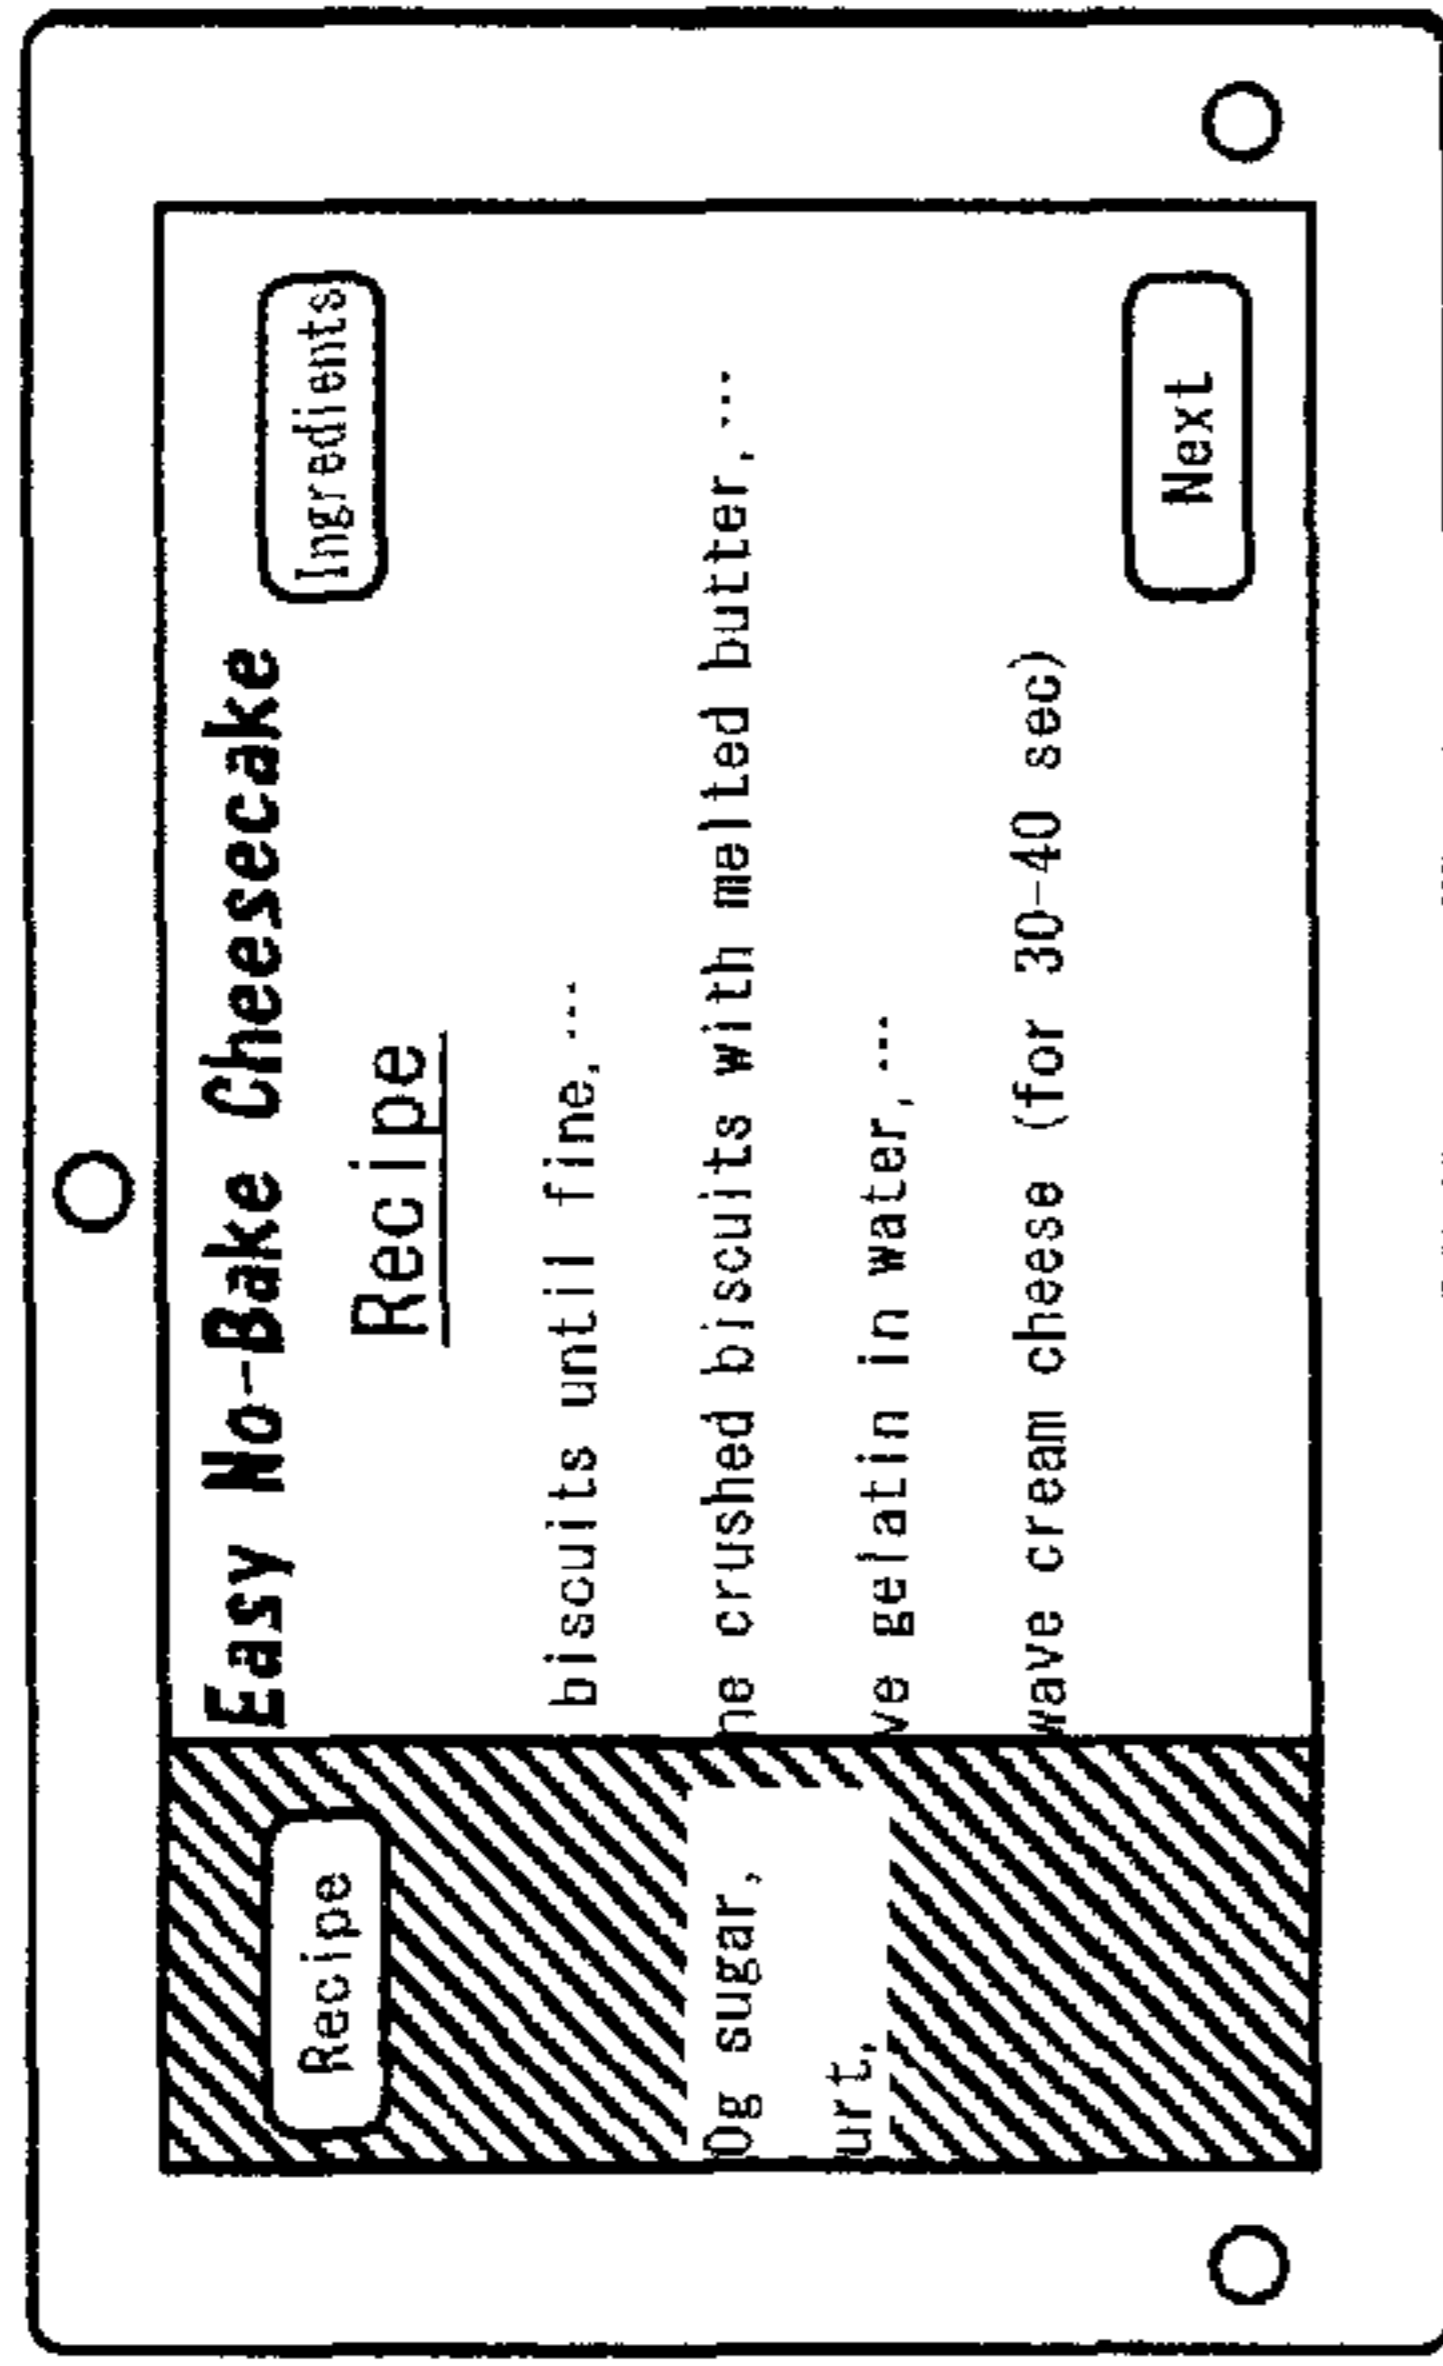 Easy No-Bake Cheesecake
Recipe
Ingredients
Recipe
biscuits until fine, ...
ne crushed biscuits with melted butter, ...
0g sugar,
urt,
ve gelatin in water, ...
wave cream cheese (for 30-40 sec)
Next